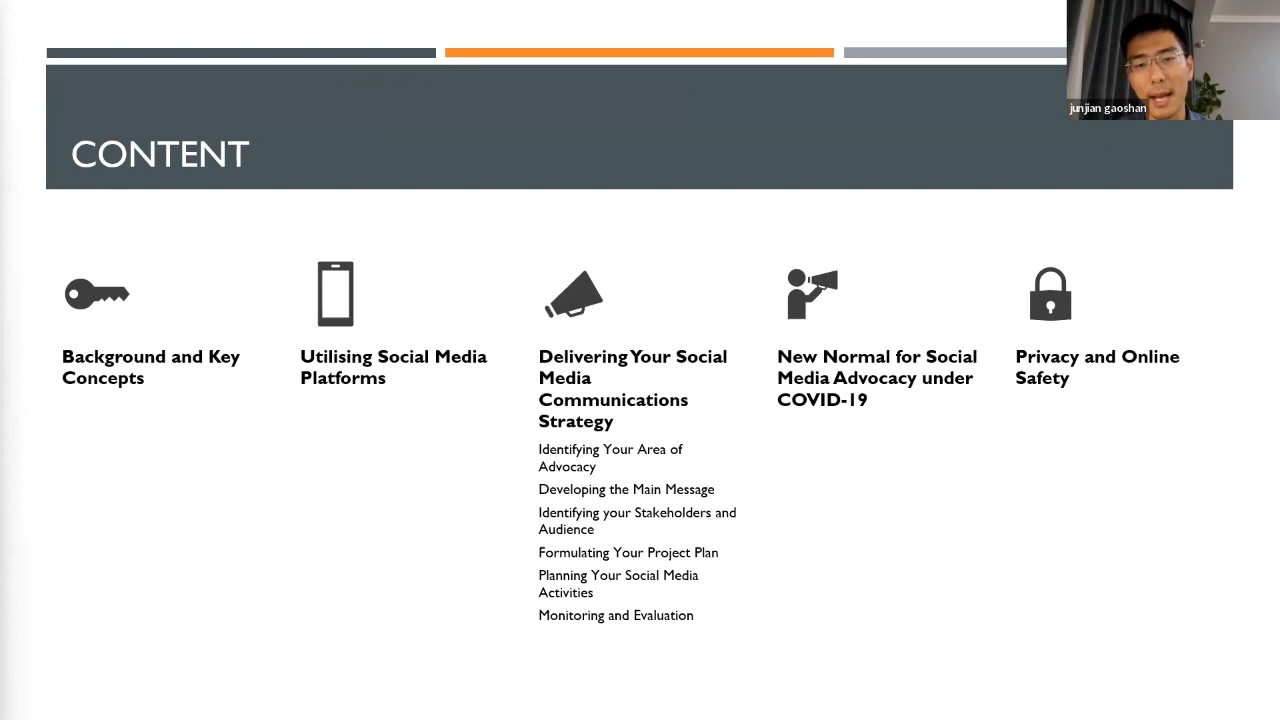 junjian gaoshan
CONTENT
Background and Key
Concepts
Utilising Social Media
Platforms
Delivering Your Social
Media
Communications
Strategy
Identifying Your Area of
Advocacy
Developing the Main Message
Identifying your Stakeholders and
Audience
Formulating Your Project Plan
Planning Your Social Media
Activities
Monitoring and Evaluation
New Normal for Social
Media Advocacy under
COVID-19
Privacy and Online
Safety